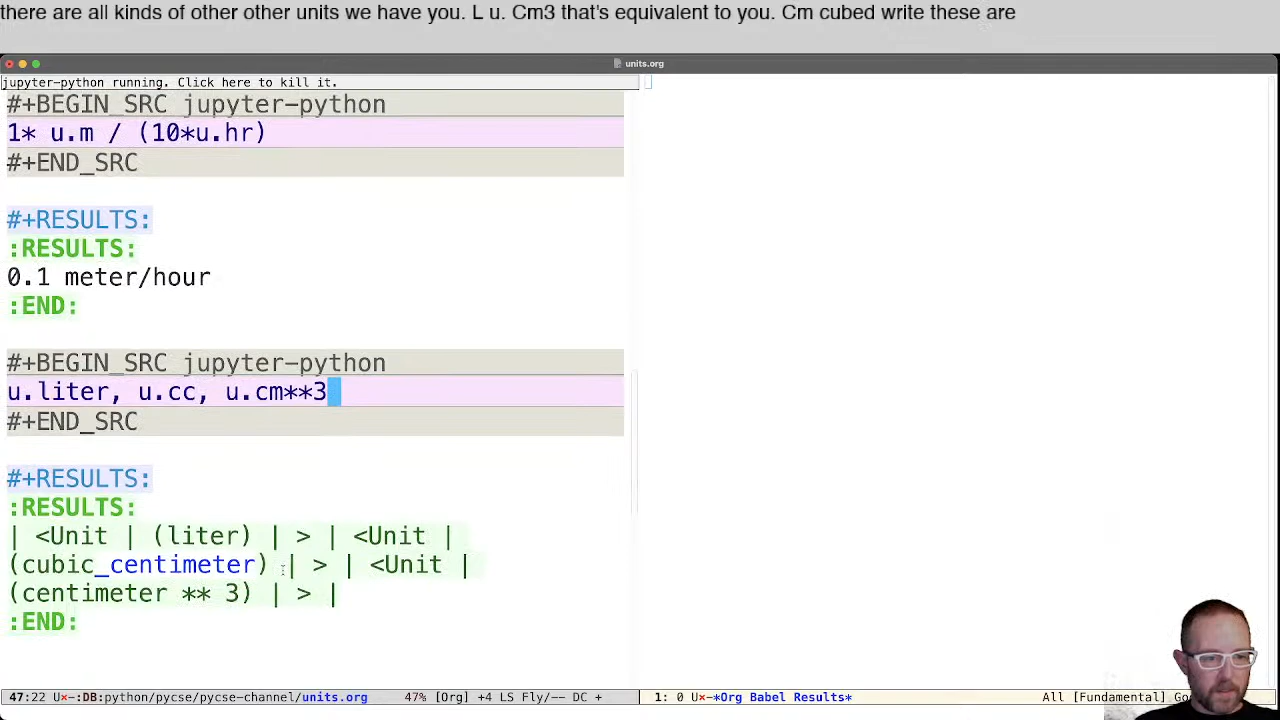 there are all kinds of other other units we have you. L u. Cm3 that's equivalent to you. Cm cubed write these are
units.org
jupyter-python running. Click here to kill it.
#+BEGIN_SRC jupyter-python
1* u.m / (10*u.hr)
#+END_SRC
#+RESULTS:
:RESULTS:
0.1 meter/hour
:END:
#+BEGIN_SRC jupyter-python
u.liter, u.cc, u.cm**3
#+END_SRC
#+RESULTS:
:RESULTS:
| <Unit | (liter) | > | <Unit |
(cubic_centimeter) | > | <Unit |
(centimeter ** 3) | > |
:END:
47:22 U×-:DB:python/pycse/pycse-channel/units.org 47% [Org] +4 LS Fly/-- DC +
1: 0 U×-*Org Babel Results* All [Fundamental]